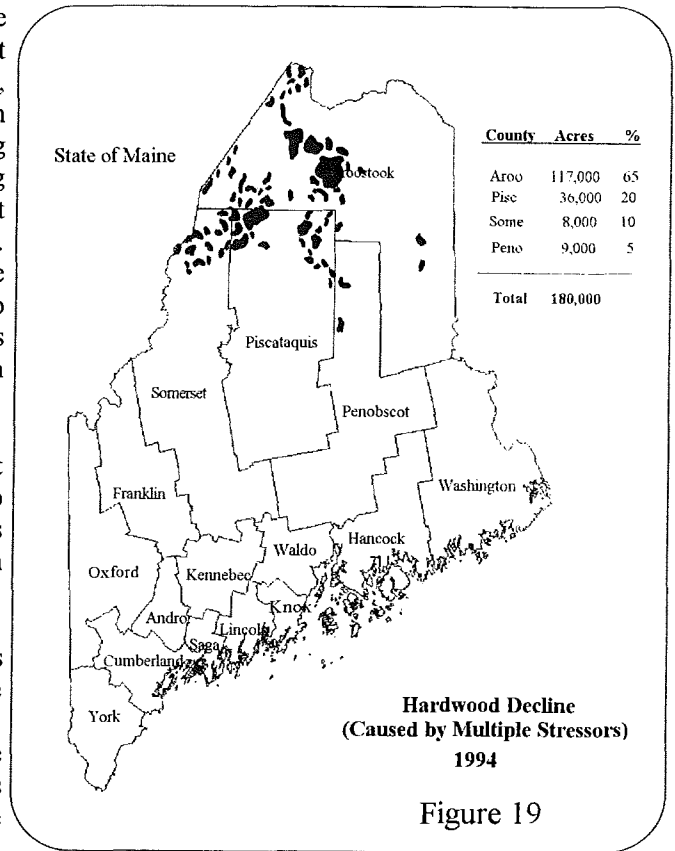 State of Maine
County Acres %
Aroo 117,000 65
Pisc 36,000 20
Some 8,000 10
Peno 9,000 5
Total 180,000
roostook
Piscataquis
Somerset
Penobscot
Franklin
Washington
Hancock
Waldo
Oxford
Kennebec
Knox
Andro
Lincoln
Saga
Cumberland
York
Hardwood Decline
(Caused by Multiple Stressors)
1994
Figure 19